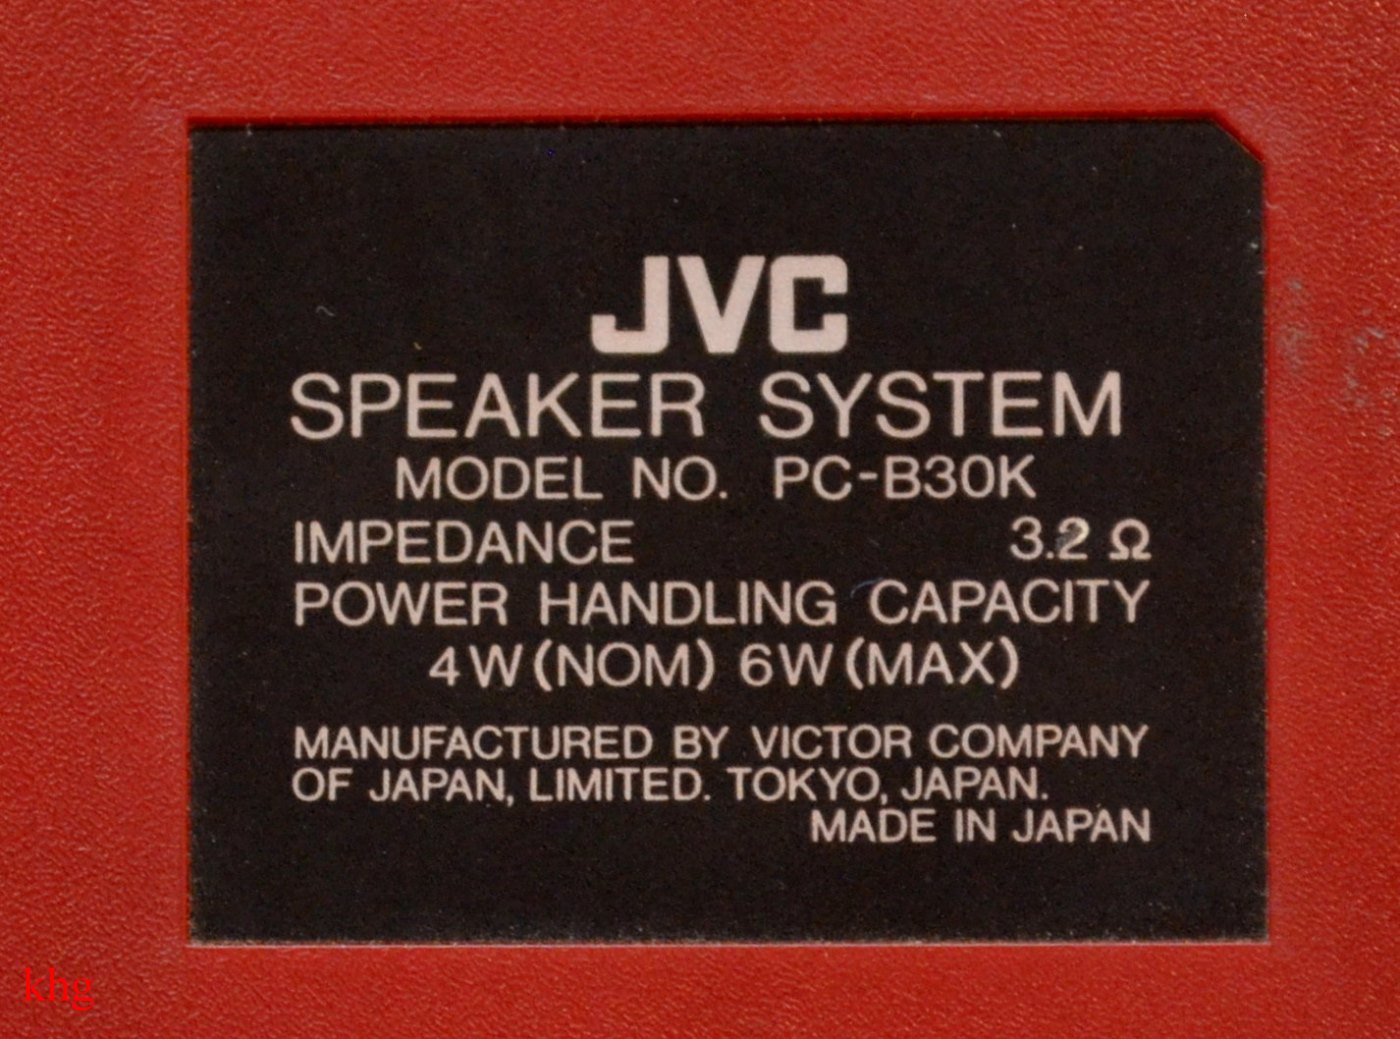 JVC
SPEAKER SYSTEM
MODEL NO. PC-B30K
IMPEDANCE 3.2 Ω
POWER HANDLING CAPACITY
4W(NOM) 6W(MAX)
MANUFACTURED BY VICTOR COMPANY
OF JAPAN, LIMITED. TOKYO, JAPAN.
MADE IN JAPAN
khg